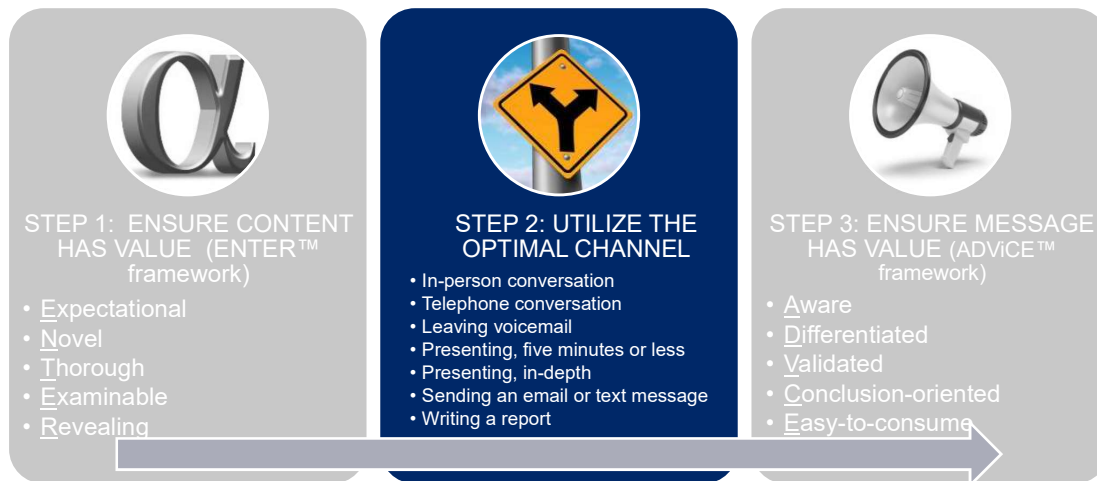 STEP 1: ENSURE CONTENT
HAS VALUE (ENTER™
framework)
• Expectational
• Novel
• Thorough
• Examinable
• Revealing
STEP 2: UTILIZE THE
OPTIMAL CHANNEL
• In-person conversation
• Telephone conversation
• Leaving voicemail
• Presenting, five minutes or less
• Presenting, in-depth
• Sending an email or text message
• Writing a report
STEP 3: ENSURE MESSAGE
HAS VALUE (ADViCE™
framework)
• Aware
• Differentiated
• Validated
• Conclusion-oriented
• Easy-to-consume